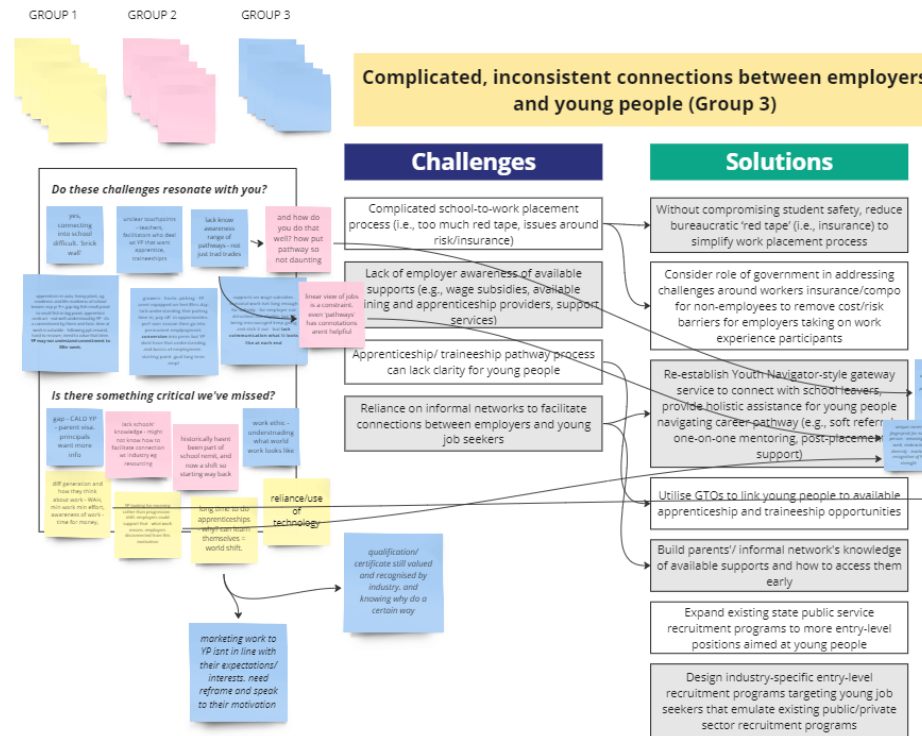 GROUP 1
GROUP 2
GROUP 3
Complicated, inconsistent connections between employers
and young people (Group 3)
Challenges
Solutions
Do these challenges resonate with you?
yes,
connecting
into school
difficult. 'brick
wall'
unclear touchpoints
- teachers,
facilitators who deal
w/ YP that want
apprentice,
traineeships
lack know
awareness
range of
pathways - not
just trad trades
and how do
you do that
well? how put
pathway so
not daunting
linear view of jobs
is a constraint.
even 'pathways'
has connotations
arent helpful
Is there something critical we've missed?
gap - CALD YP
- parent visa.
principals
want more
info
lack schools'
knowledge - might
not know how to
facilitate connection
w/ industry eg
resourcing
historically hasnt
been part of
school remit, and
now a shift so
starting way back
work ethic -
understnading
what world
work looks like
diff generation and
how they think
about work - WAni,
min work min effort,
awareness of work -
time for money,
long time to do
apprenticeships
why? can learn
themselves =
world shift.
reliance/use
of
technology
qualification/
certificate still valued
and recognised by
industry, and
knowing why do a
certain way
marketing work to
YP isnt in line with
their expectations/
interests. need
reframe and speak
to their motivation
Complicated school-to-work placement
process (i.e., too much red tape, issues around
risk/insurance)
Lack of employer awareness of available
supports (e.g., wage subsidies, available
ining and apprenticeship providers, support
services)
Apprenticeship/ traineeship pathway process
can lack clarity for young people
Reliance on informal networks to facilitate
connections between employers and young
job seekers
Without compromising student safety, reduce
bureaucratic 'red tape' (i.e., insurance) to
simplify work placement process
Consider role of government in addressing
challenges around workers insurance/compo
for non-employees to remove cost/risk
barriers for employers taking on work
experience participants
Re-establish Youth Navigator-style gateway
service to connect with school leavers,
provide holistic assistance for young people
navigating career pathway (e.g., soft referral
one-on-one mentoring, post-placement
support)
Utilise GTOs to link young people to available
apprenticeship and traineeship opportunities
Build parents'/ informal network's knowledge
of available supports and how to access them
early
Expand existing state public service
recruitment programs to more entry-level
positions aimed at young people
Design industry-specific entry-level
recruitment programs targeting young job
seekers that emulate existing public/private
sector recruitment programs